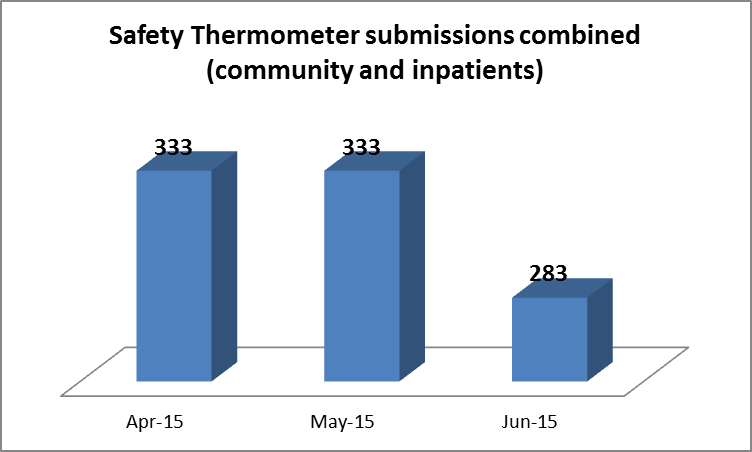 Safety Thermometer submissions combined
(community and inpatients)
333
333
283
Apr-15
May-15
Jun-15